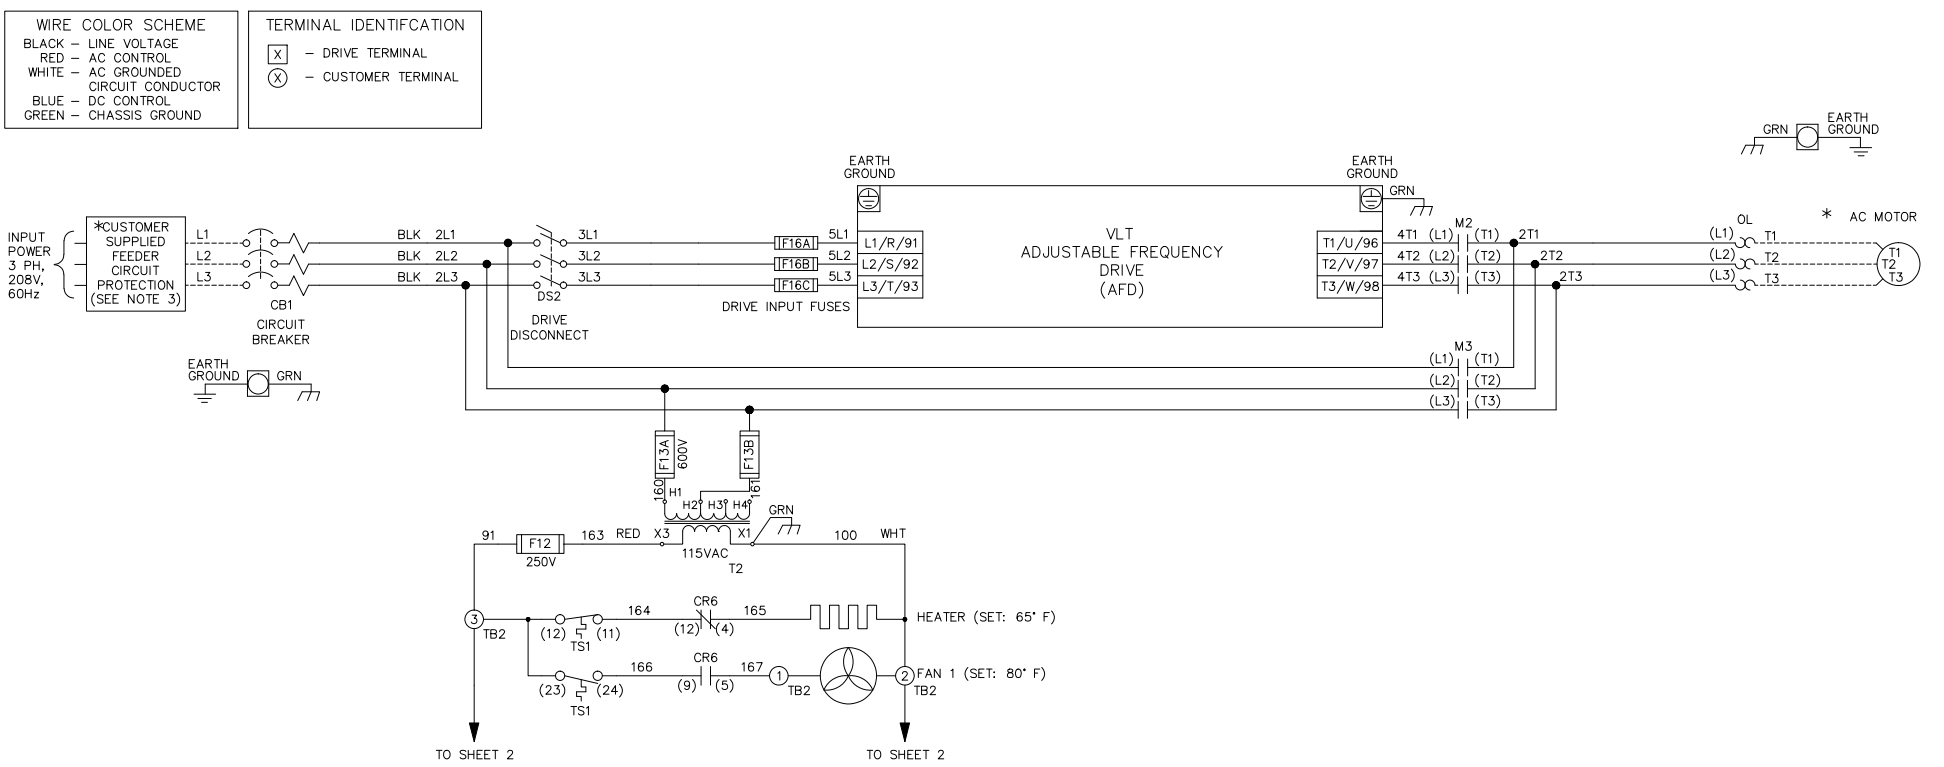 WIRE COLOR SCHEME
BLACK – LINE VOLTAGE
RED – AC CONTROL
WHITE – AC GROUNDED
CIRCUIT CONDUCTOR
BLUE – DC CONTROL
GREEN – CHASSIS GROUND
TERMINAL IDENTIFCATION
X – DRIVE TERMINAL
X – CUSTOMER TERMINAL
GRN
EARTH
GROUND
INPUT
POWER
3 PH,
208V,
60Hz
*CUSTOMER
SUPPLIED
FEEDER
CIRCUIT
PROTECTION
(SEE NOTE 3)
L1
L2
L3
CB1
CIRCUIT
BREAKER
BLK 2L1
BLK 2L2
BLK 2L3
DS2
DRIVE
DISCONNECT
3L1
3L2
3L3
F16A
F16B
F16C
DRIVE INPUT FUSES
5L1
5L2
5L3
EARTH
GROUND
L1/R/91
L2/S/92
L3/T/93
VLT
ADJUSTABLE FREQUENCY
DRIVE
(AFD)
EARTH
GROUND
GRN
T1/U/96
T2/V/97
T3/W/98
4T1 (L1)
4T2 (L2)
4T3 (L3)
M2
(T1) 2T1
(T2) 2T2
(T3) 2T3
OL
(L1) T1
(L2) T2
(L3) T3
* AC MOTOR
T1
T2
T3
M3
(L1) (T1)
(L2) (T2)
(L3) (T3)
EARTH
GROUND
GRN
F13A
600V
F13B
160
161
H1
H2
H3
H4
GRN
91
F12
250V
163
RED
X3
X1
115VAC
T2
100
WHT
3
TB2
(12)
(11)
TS1
164
CR6
(12)
(4)
165
HEATER (SET: 65° F)
(23)
(24)
TS1
166
CR6
(9)
(5)
167
1
TB2
2
TB2
FAN 1 (SET: 80° F)
TO SHEET 2
TO SHEET 2